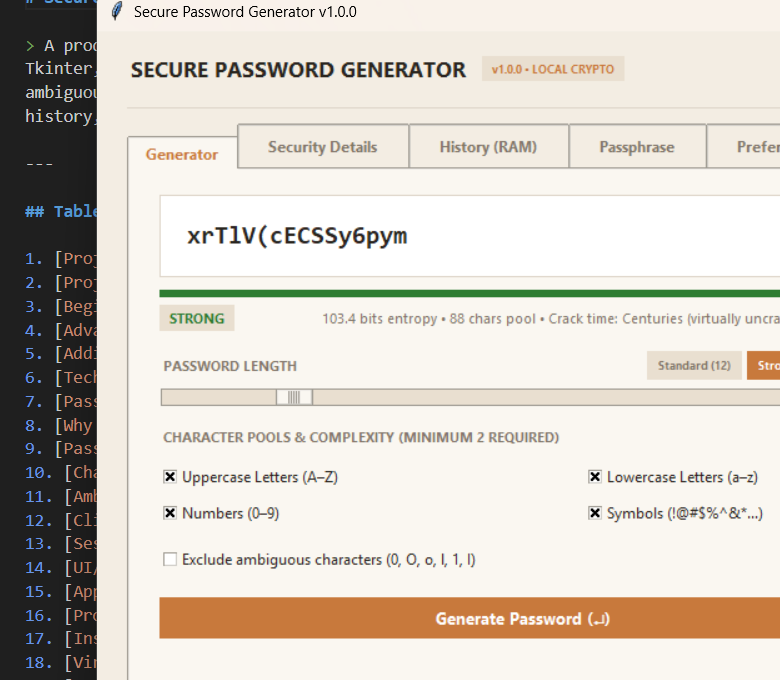 # Secur
Secure Password Generator v1.0.0
> A prod
Tkinter,
ambiguou
history,
---
## Table
1. [Proj
2. [Proj
3. [Begi
4. [Adva
5. [Addi
6. [Tech
7. [Pass
8. [Why
9. [Pass
10. [Cha
11. [Amb
12. [Cli
13. [Ses
14. [UI/
15. [App
16. [Pro
17. [Ins
18. [Vir
SECURE PASSWORD GENERATOR
v1.0.0 • LOCAL CRYPTO
Generator Security Details History (RAM) Passphrase Prefer
xrTlV(cECSSy6pym
STRONG 103.4 bits entropy • 88 chars pool • Crack time: Centuries (virtually uncra
PASSWORD LENGTH Standard (12) Stro
CHARACTER POOLS & COMPLEXITY (MINIMUM 2 REQUIRED)
Uppercase Letters (A–Z) Lowercase Letters (a–z)
Numbers (0–9) Symbols (!@#$%^&*...)
Exclude ambiguous characters (0, O, o, l, 1, I)
Generate Password (↵)